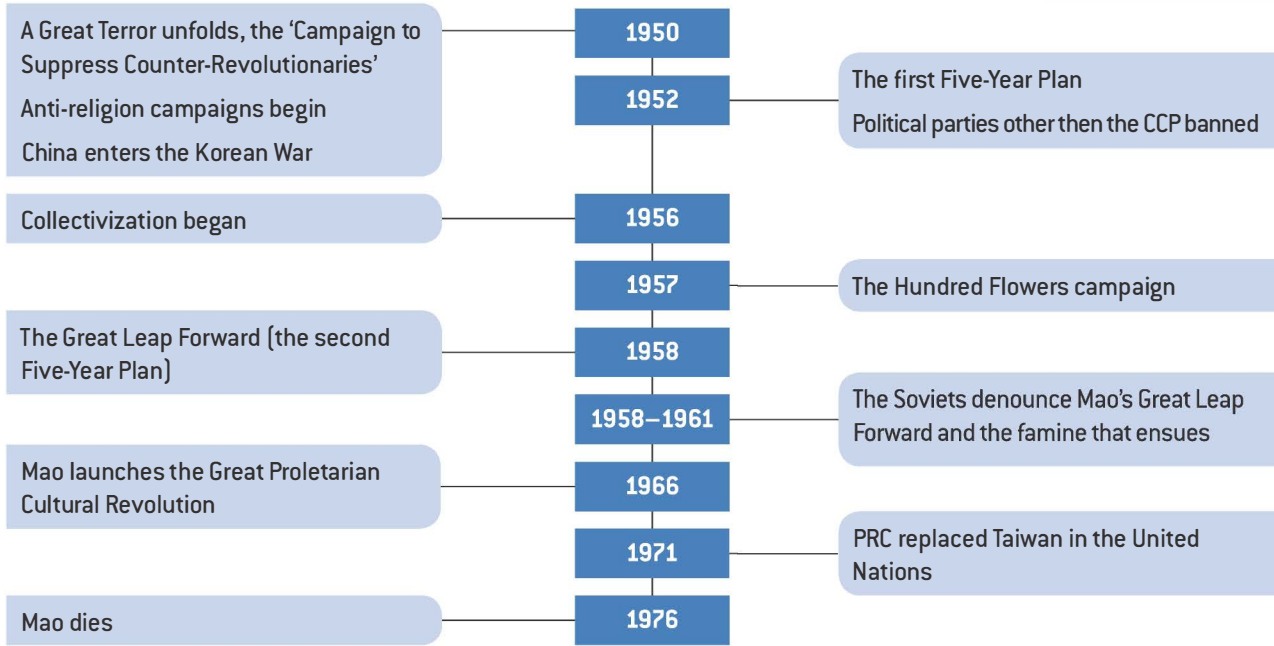 A Great Terror unfolds, the ‘Campaign to
Suppress Counter-Revolutionaries’
Anti-religion campaigns begin
China enters the Korean War
1950
1952
The first Five-Year Plan
Political parties other then the CCP banned
Collectivization began
1956
1957
The Hundred Flowers campaign
The Great Leap Forward (the second
Five-Year Plan)
1958
1958–1961
The Soviets denounce Mao’s Great Leap
Forward and the famine that ensues
Mao launches the Great Proletarian
Cultural Revolution
1966
1971
PRC replaced Taiwan in the United
Nations
Mao dies
1976